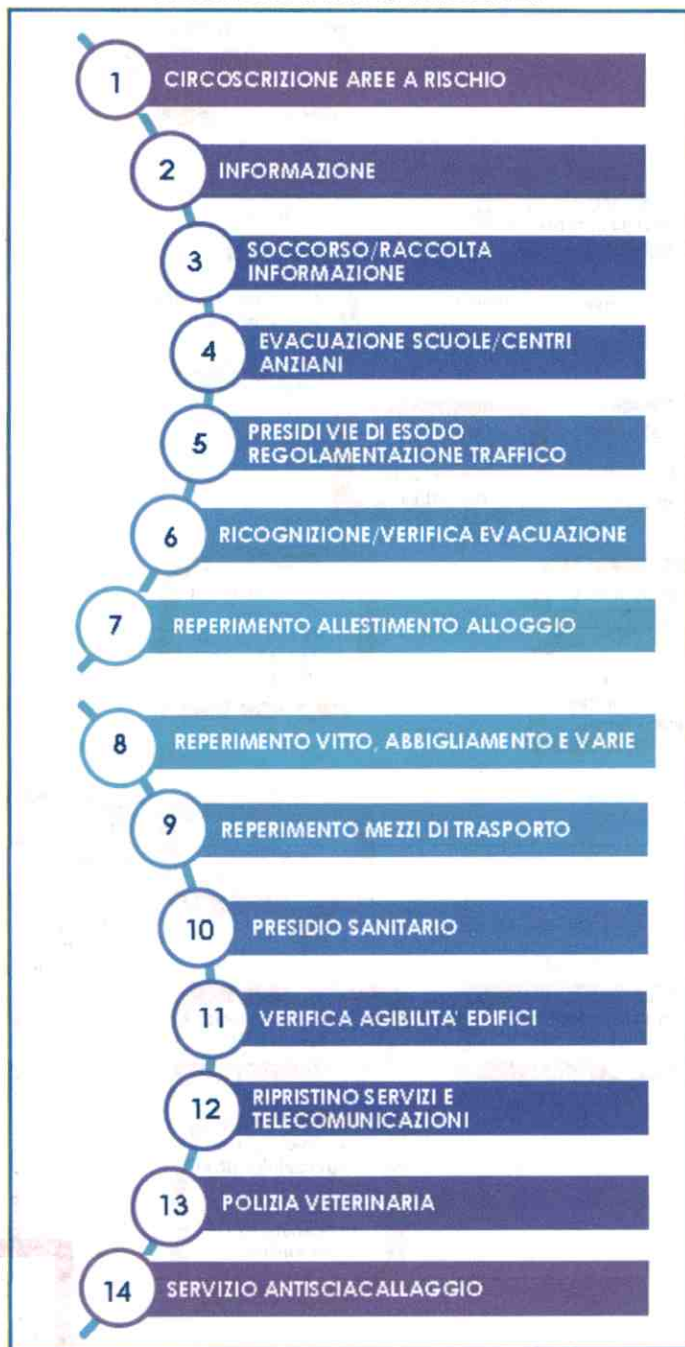 1
CIRCOSCRIZIONE AREE A RISCHIO
2
INFORMAZIONE
3
SOCCORSO/RACCOLTA
INFORMAZIONE
4
EVACUAZIONE SCUOLE/CENTRI
ANZIANI
5
PRESIDI VIE DI ESODO
REGOLAMENTAZIONE TRAFFICO
6
RICOGNIZIONE/VERIFICA EVACUAZIONE
7
REPERIMENTO ALLESTIMENTO ALLOGGIO
8
REPERIMENTO VITTO, ABBIGLIAMENTO E VARIE
9
REPERIMENTO MEZZI DI TRASPORTO
10
PRESIDIO SANITARIO
11
VERIFICA AGIBILITA' EDIFICI
12
RIPRISTINO SERVIZI E
TELECOMUNICAZIONI
13
POLIZIA VETERINARIA
14
SERVIZIO ANTISCIACALLAGGIO